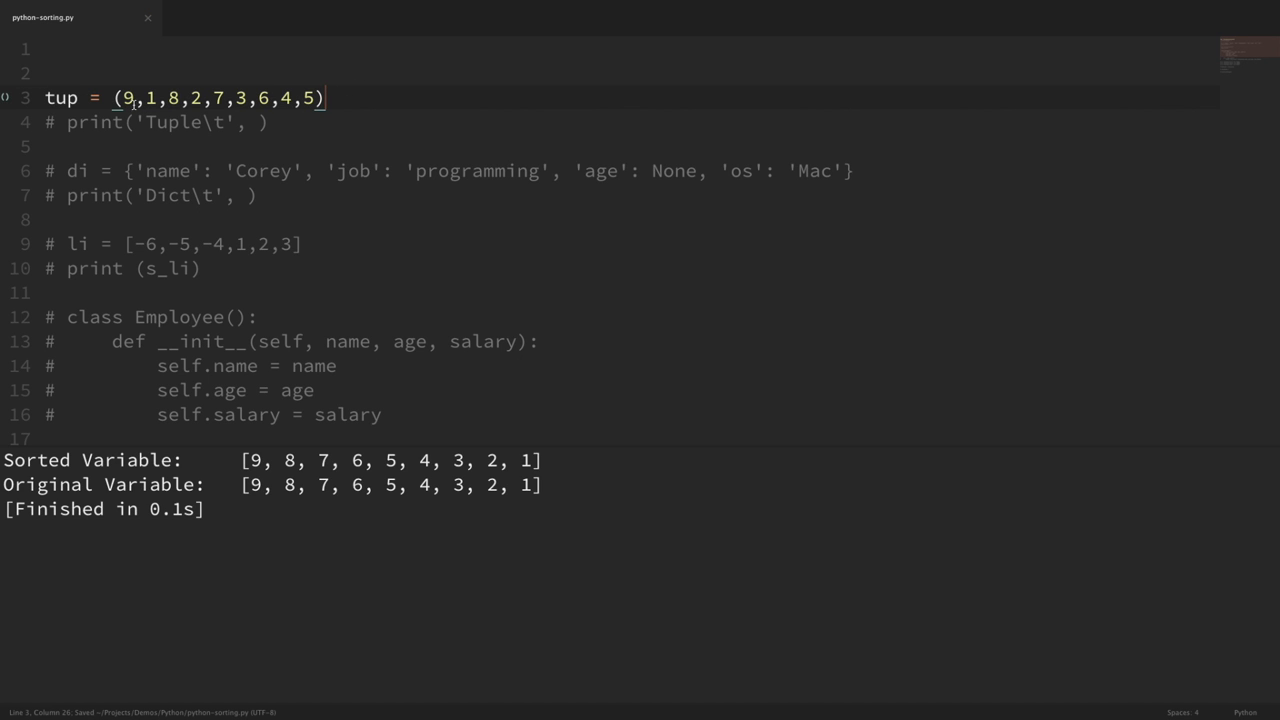 python-sorting.py ×
1
2
() 3 tup = (9,1,8,2,7,3,6,4,5)
4 # print('Tuple\t', )
5
6 # di = {'name': 'Corey', 'job': 'programming', 'age': None, 'os': 'Mac'}
7 # print('Dict\t', )
8
9 # li = [-6,-5,-4,1,2,3]
10 # print (s_li)
11
12 # class Employee():
13 #     def __init__(self, name, age, salary):
14 #         self.name = name
15 #         self.age = age
16 #         self.salary = salary
17
Sorted Variable:     [9, 8, 7, 6, 5, 4, 3, 2, 1]
Original Variable:   [9, 8, 7, 6, 5, 4, 3, 2, 1]
[Finished in 0.1s]
Line 3, Column 26: Saved ~/Projects/Demos/Python/python-sorting.py (UTF-8) Spaces: 4 Python